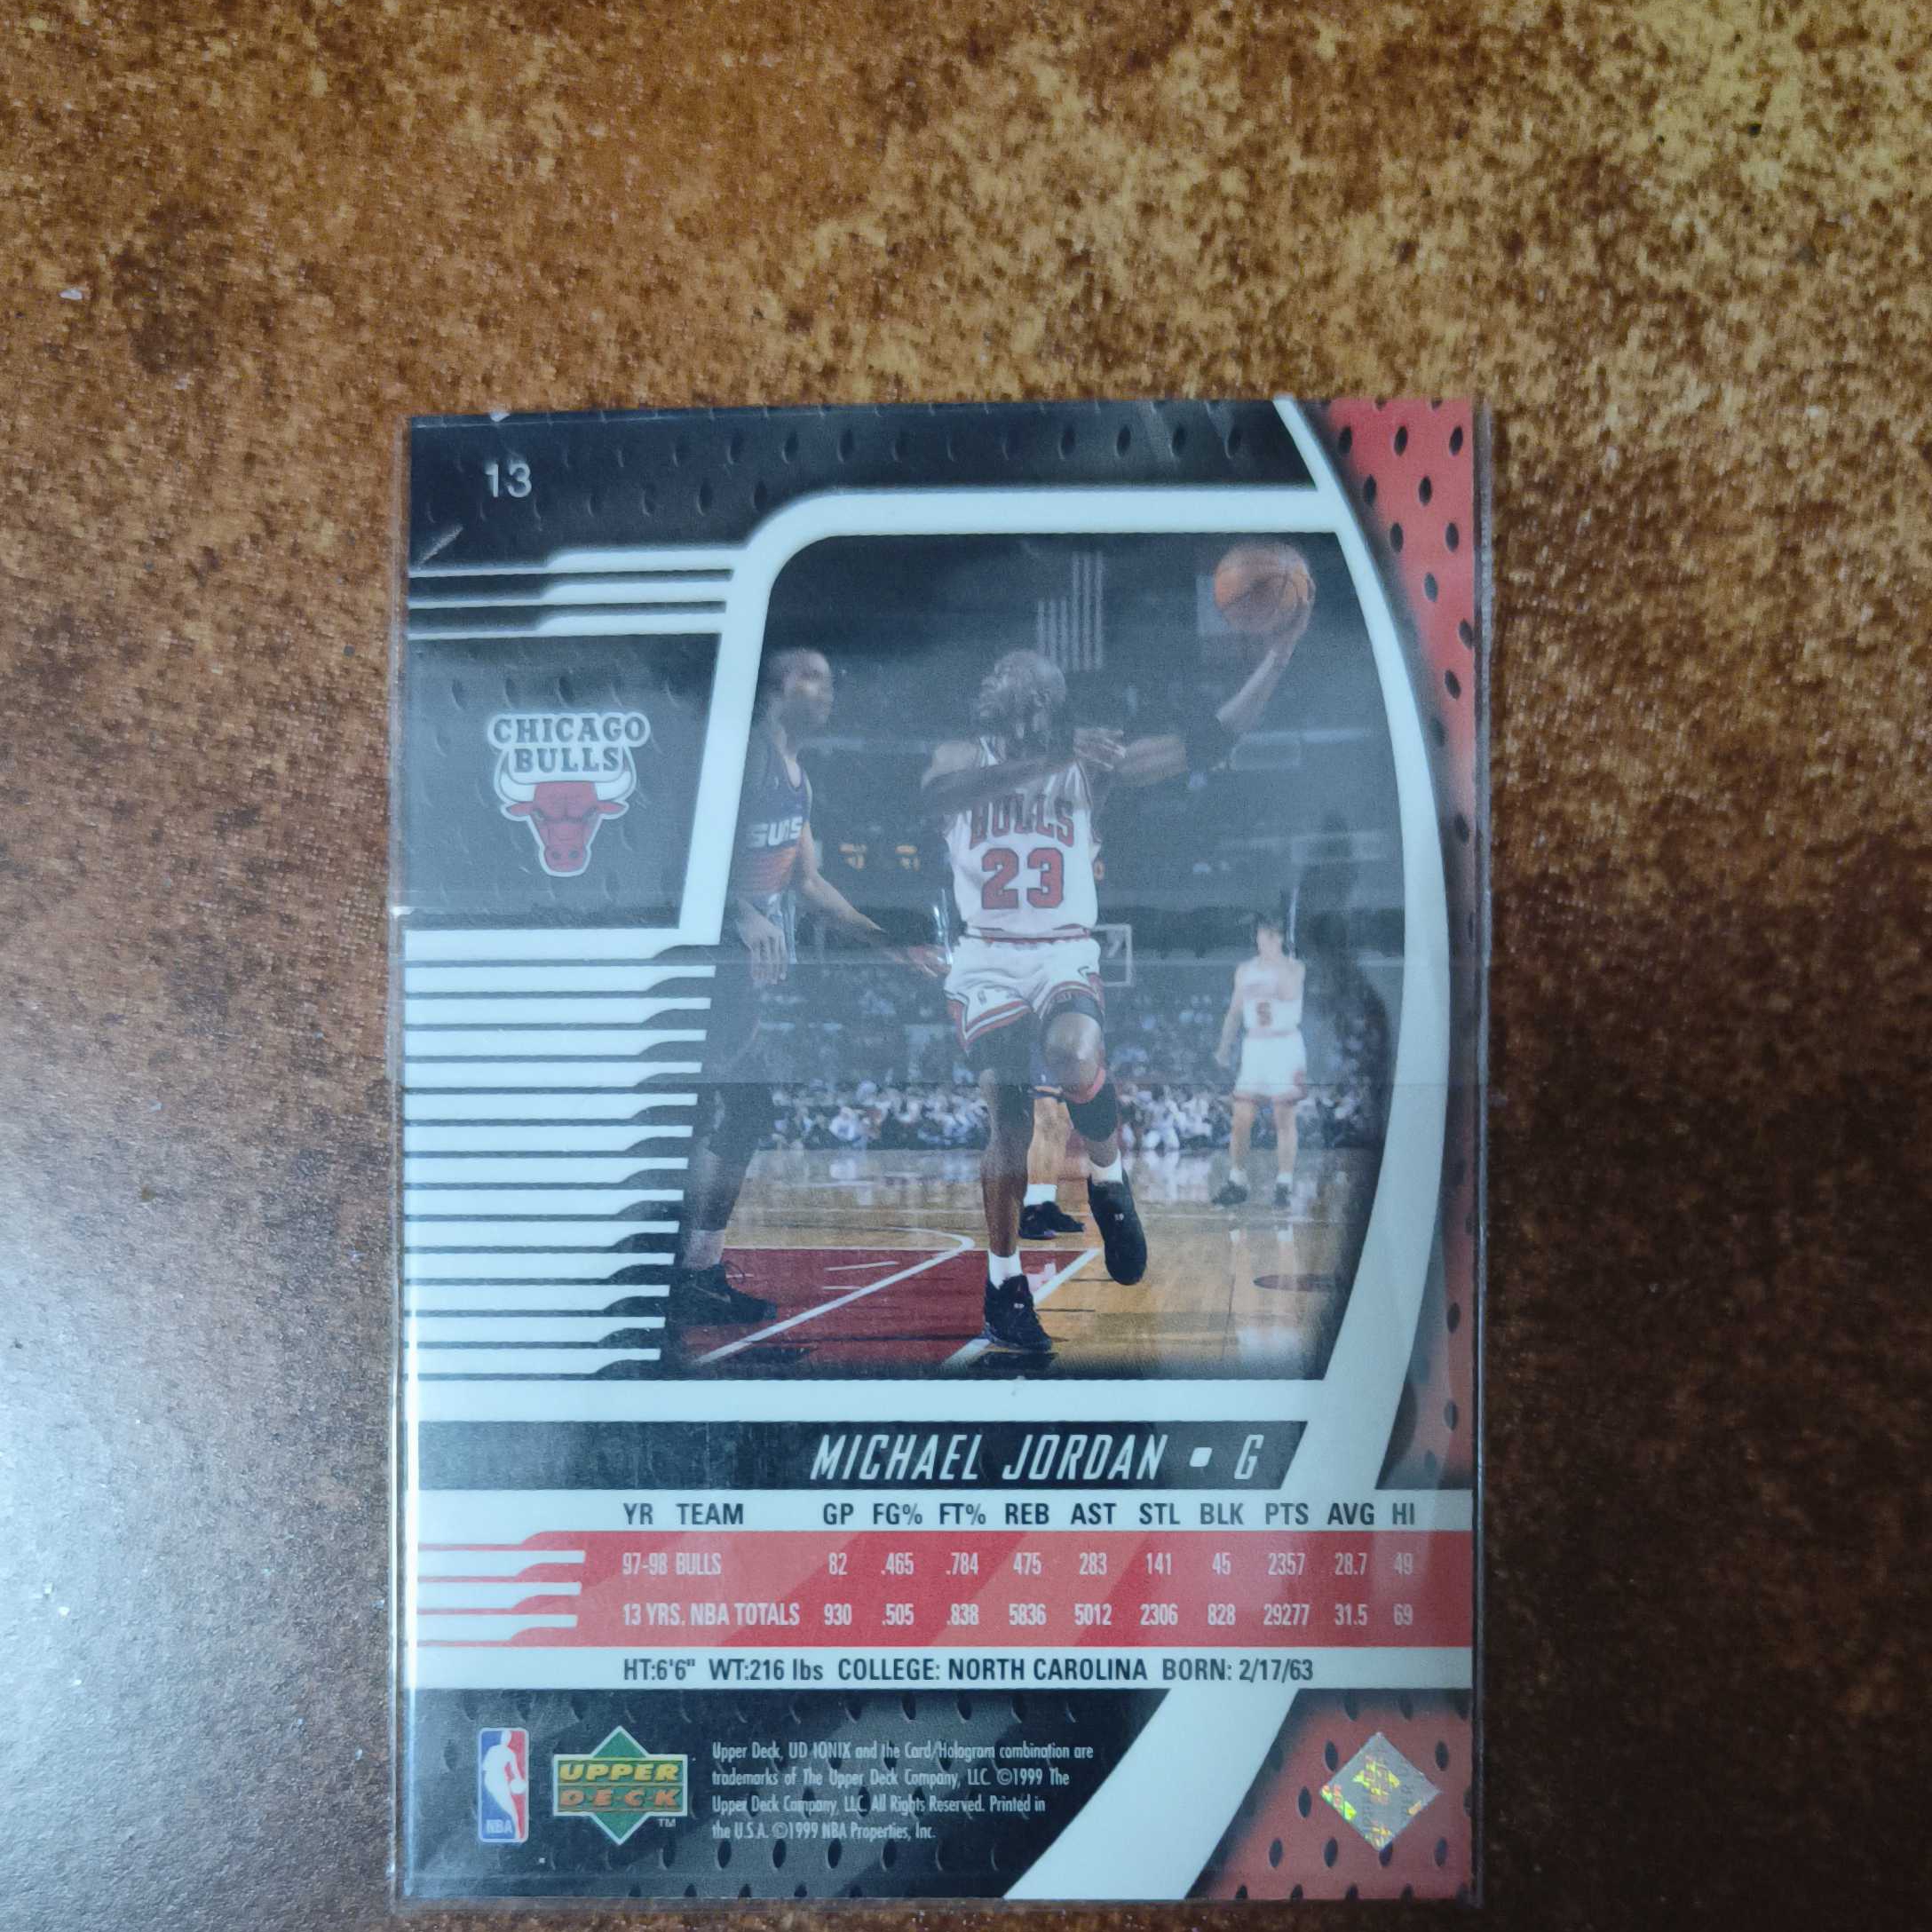 13
CHICAGO
BULLS
SUNS
BULLS
23
5
MICHAEL JORDAN • G
YR TEAM GP FG% FT% REB AST STL BLK PTS AVG HI
97-98 BULLS 82 .465 .784 475 283 141 45 2357 28.7 49
13 YRS. NBA TOTALS 930 .505 .838 5836 5012 2306 828 29277 31.5 69
HT:6'6" WT:216 lbs COLLEGE: NORTH CAROLINA BORN: 2/17/63
NBA
UPPER
DECK
TM
Upper Deck, UD IONIX and the Card/Hologram combination are
trademarks of The Upper Deck Company, LLC. ©1999 The
Upper Deck Company, LLC. All Rights Reserved. Printed in
the U.S.A. ©1999 NBA Properties, Inc.